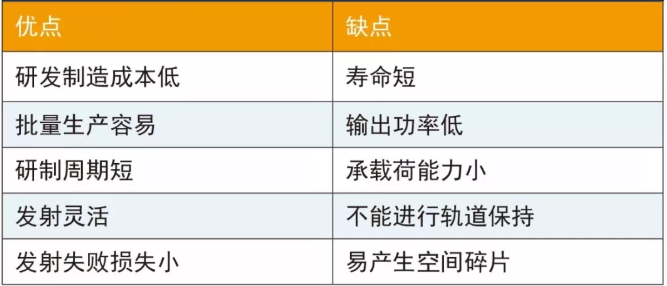 优点 缺点
研发制造成本低 寿命短
批量生产容易 输出功率低
研制周期短 承载荷能力小
发射灵活 不能进行轨道保持
发射失败损失小 易产生空间碎片